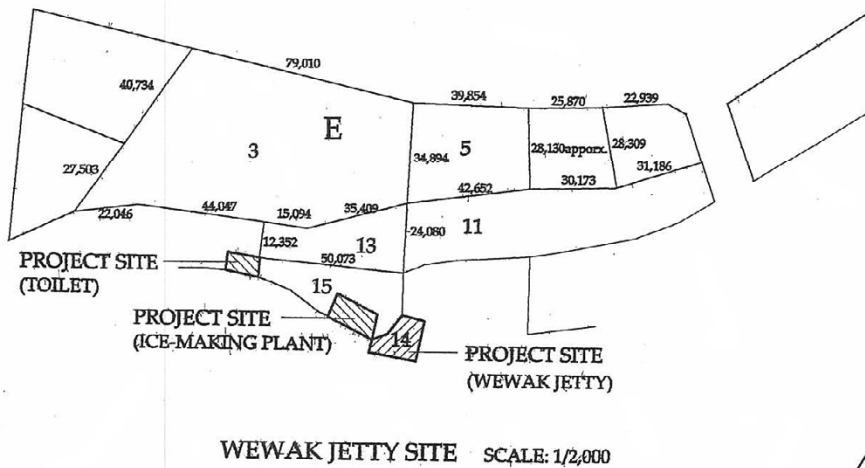 79,010
40,734
39,854
25,870
22,939
E
3
5
28,130apporx.
28,309
34,894
27,503
31,186
42,652
30,173
22,046
44,047
15,094
35,409
24,080
11
12,352
13
50,073
PROJECT SITE
(TOILET)
15
PROJECT SITE
(ICE-MAKING PLANT)
14
PROJECT SITE
(WEWAK JETTY)
WEWAK JETTY SITE SCALE: 1/2,000